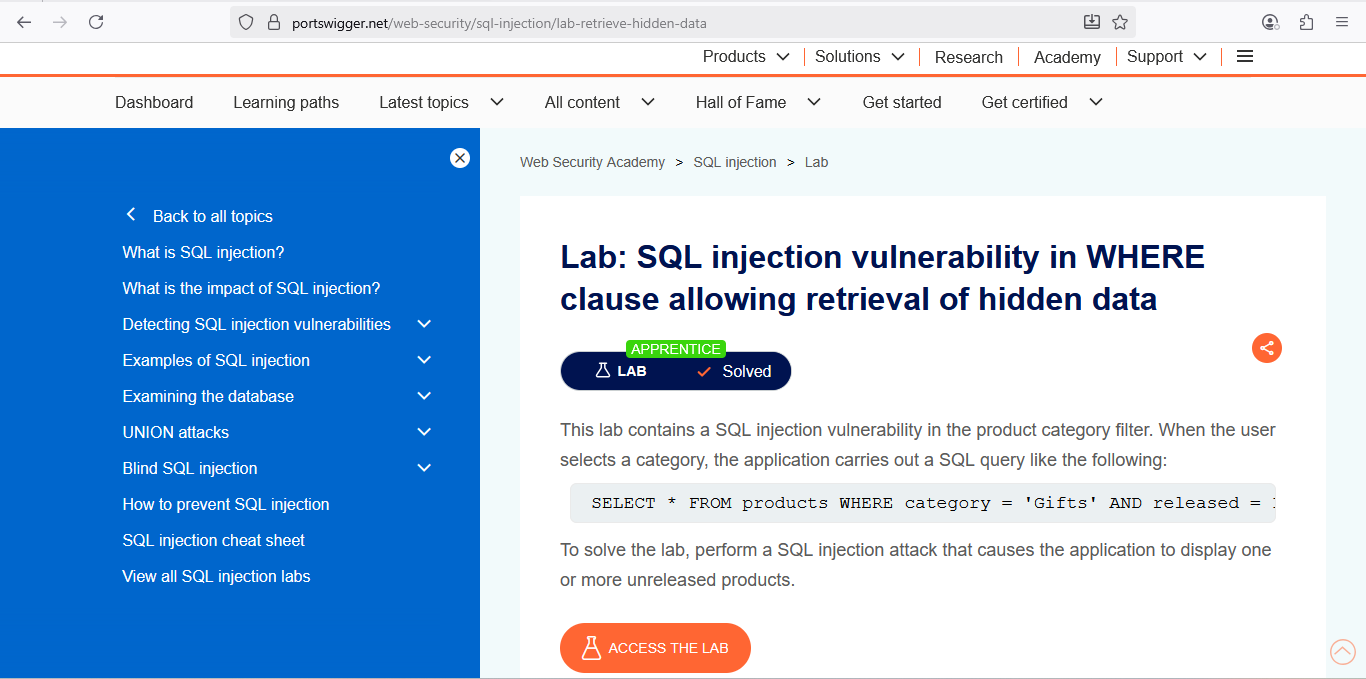 portswigger.net/web-security/sql-injection/lab-retrieve-hidden-data
Products Solutions Research Academy Support
Dashboard Learning paths Latest topics All content Hall of Fame Get started Get certified
Back to all topics
What is SQL injection?
What is the impact of SQL injection?
Detecting SQL injection vulnerabilities
Examples of SQL injection
Examining the database
UNION attacks
Blind SQL injection
How to prevent SQL injection
SQL injection cheat sheet
View all SQL injection labs
Web Security Academy > SQL injection > Lab
Lab: SQL injection vulnerability in WHERE
clause allowing retrieval of hidden data
APPRENTICE
LAB Solved
This lab contains a SQL injection vulnerability in the product category filter. When the user
selects a category, the application carries out a SQL query like the following:
SELECT * FROM products WHERE category = 'Gifts' AND released =
To solve the lab, perform a SQL injection attack that causes the application to display one
or more unreleased products.
ACCESS THE LAB